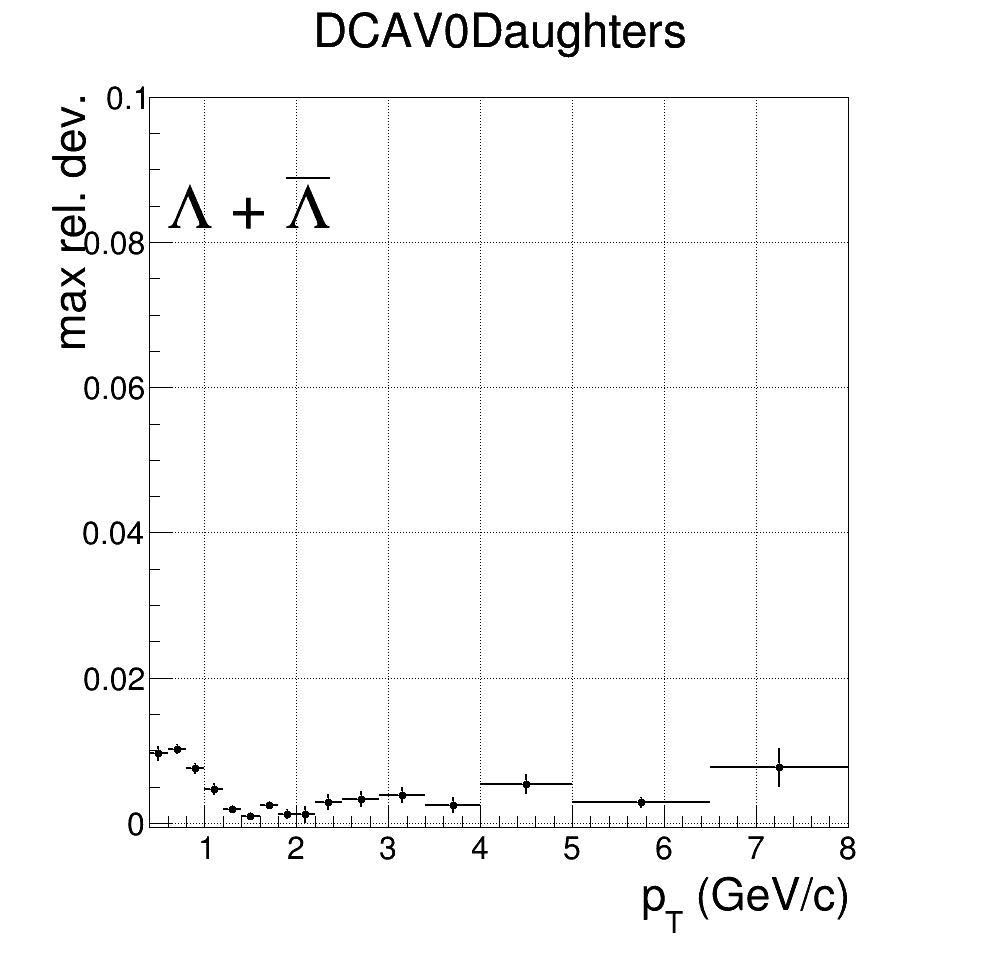 DCAV0Daughters
max rel. dev.
0.1
Λ + Λ̅
0.08
0.06
0.04
0.02
0
1 2 3 4 5 6 7 8
p_T (GeV/c)